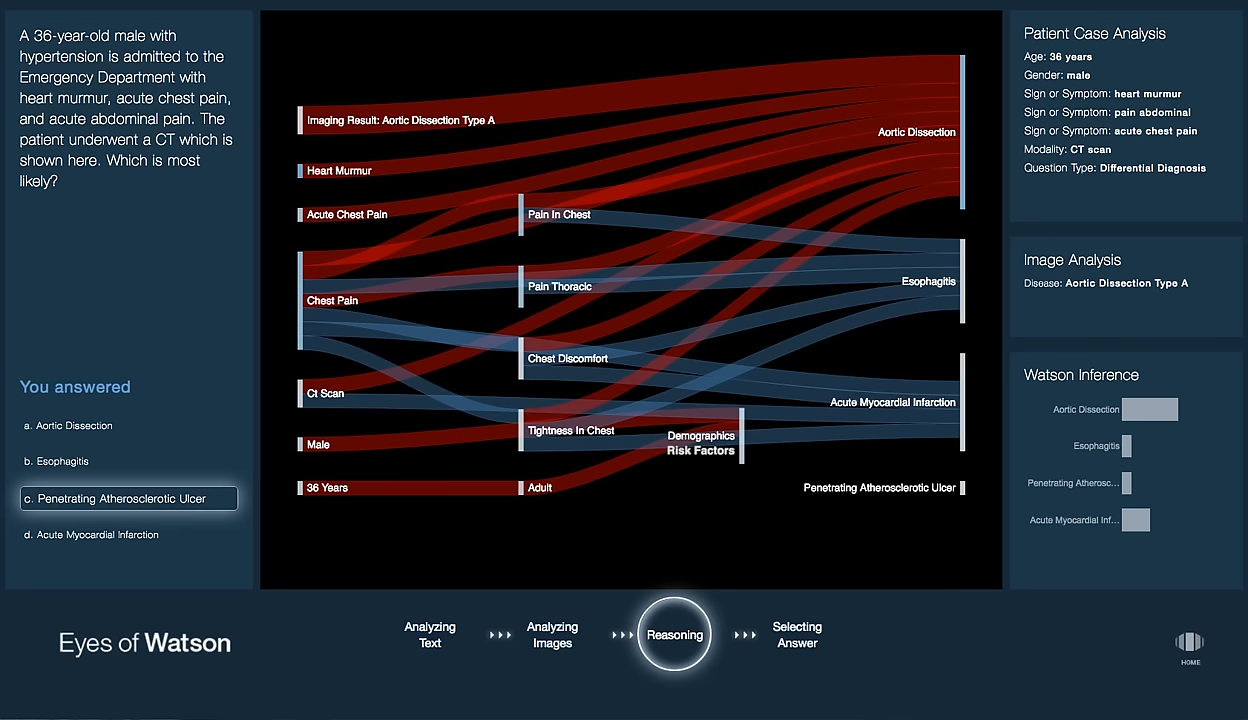 A 36-year-old male with
hypertension is admitted to the
Emergency Department with
heart murmur, acute chest pain,
and acute abdominal pain. The
patient underwent a CT which is
shown here. Which is most
likely?
You answered
a. Aortic Dissection
b. Esophagitis
c. Penetrating Atherosclerotic Ulcer
d. Acute Myocardial Infarction
Imaging Result: Aortic Dissection Type A
Heart Murmur
Acute Chest Pain
Chest Pain
Ct Scan
Male
36 Years
Pain In Chest
Pain Thoracic
Chest Discomfort
Tightness In Chest
Adult
Demographics
Risk Factors
Aortic Dissection
Esophagitis
Acute Myocardial Infarction
Penetrating Atherosclerotic Ulcer
Patient Case Analysis
Age: 36 years
Gender: male
Sign or Symptom: heart murmur
Sign or Symptom: pain abdominal
Sign or Symptom: acute chest pain
Modality: CT scan
Question Type: Differential Diagnosis
Image Analysis
Disease: Aortic Dissection Type A
Watson Inference
Aortic Dissection
Esophagitis
Penetrating Atherosc...
Acute Myocardial Inf...
Eyes of Watson
Analyzing
Text
Analyzing
Images
Reasoning
Selecting
Answer
HOME